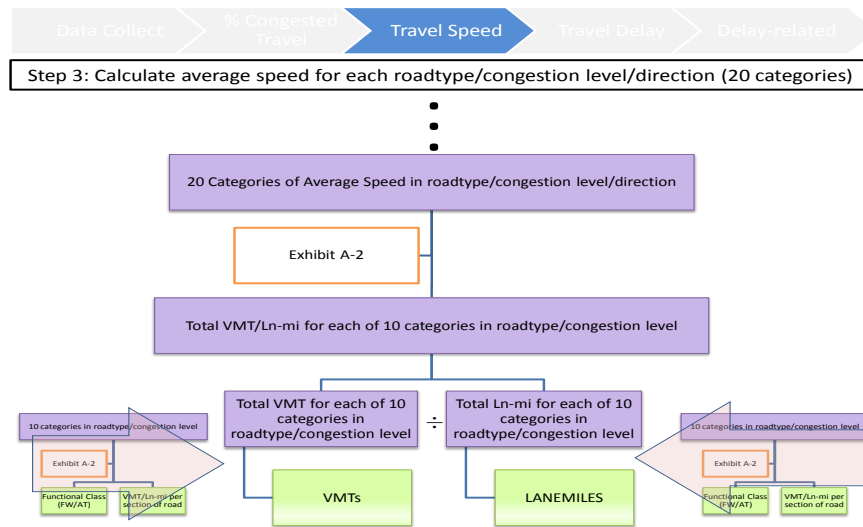 Data Collect
% Congested
Travel
Travel Speed
Travel Delay
Delay-related
Step 3: Calculate average speed for each roadtype/congestion level/direction (20 categories)
20 Categories of Average Speed in roadtype/congestion level/direction
Exhibit A-2
Total VMT/Ln-mi for each of 10 categories in roadtype/congestion level
Total VMT for each of 10
categories in
roadtype/congestion level
÷
Total Ln-mi for each of 10
categories in
roadtype/congestion level
VMTs
LANEMILES
10 categories in roadtype/congestion level
Exhibit A-2
Functional Class
(FW/AT)
VMT/Ln-mi per
section of road
10 categories in roadtype/congestion level
Exhibit A-2
Functional Class
(FW/AT)
VMT/Ln-mi per
section of road